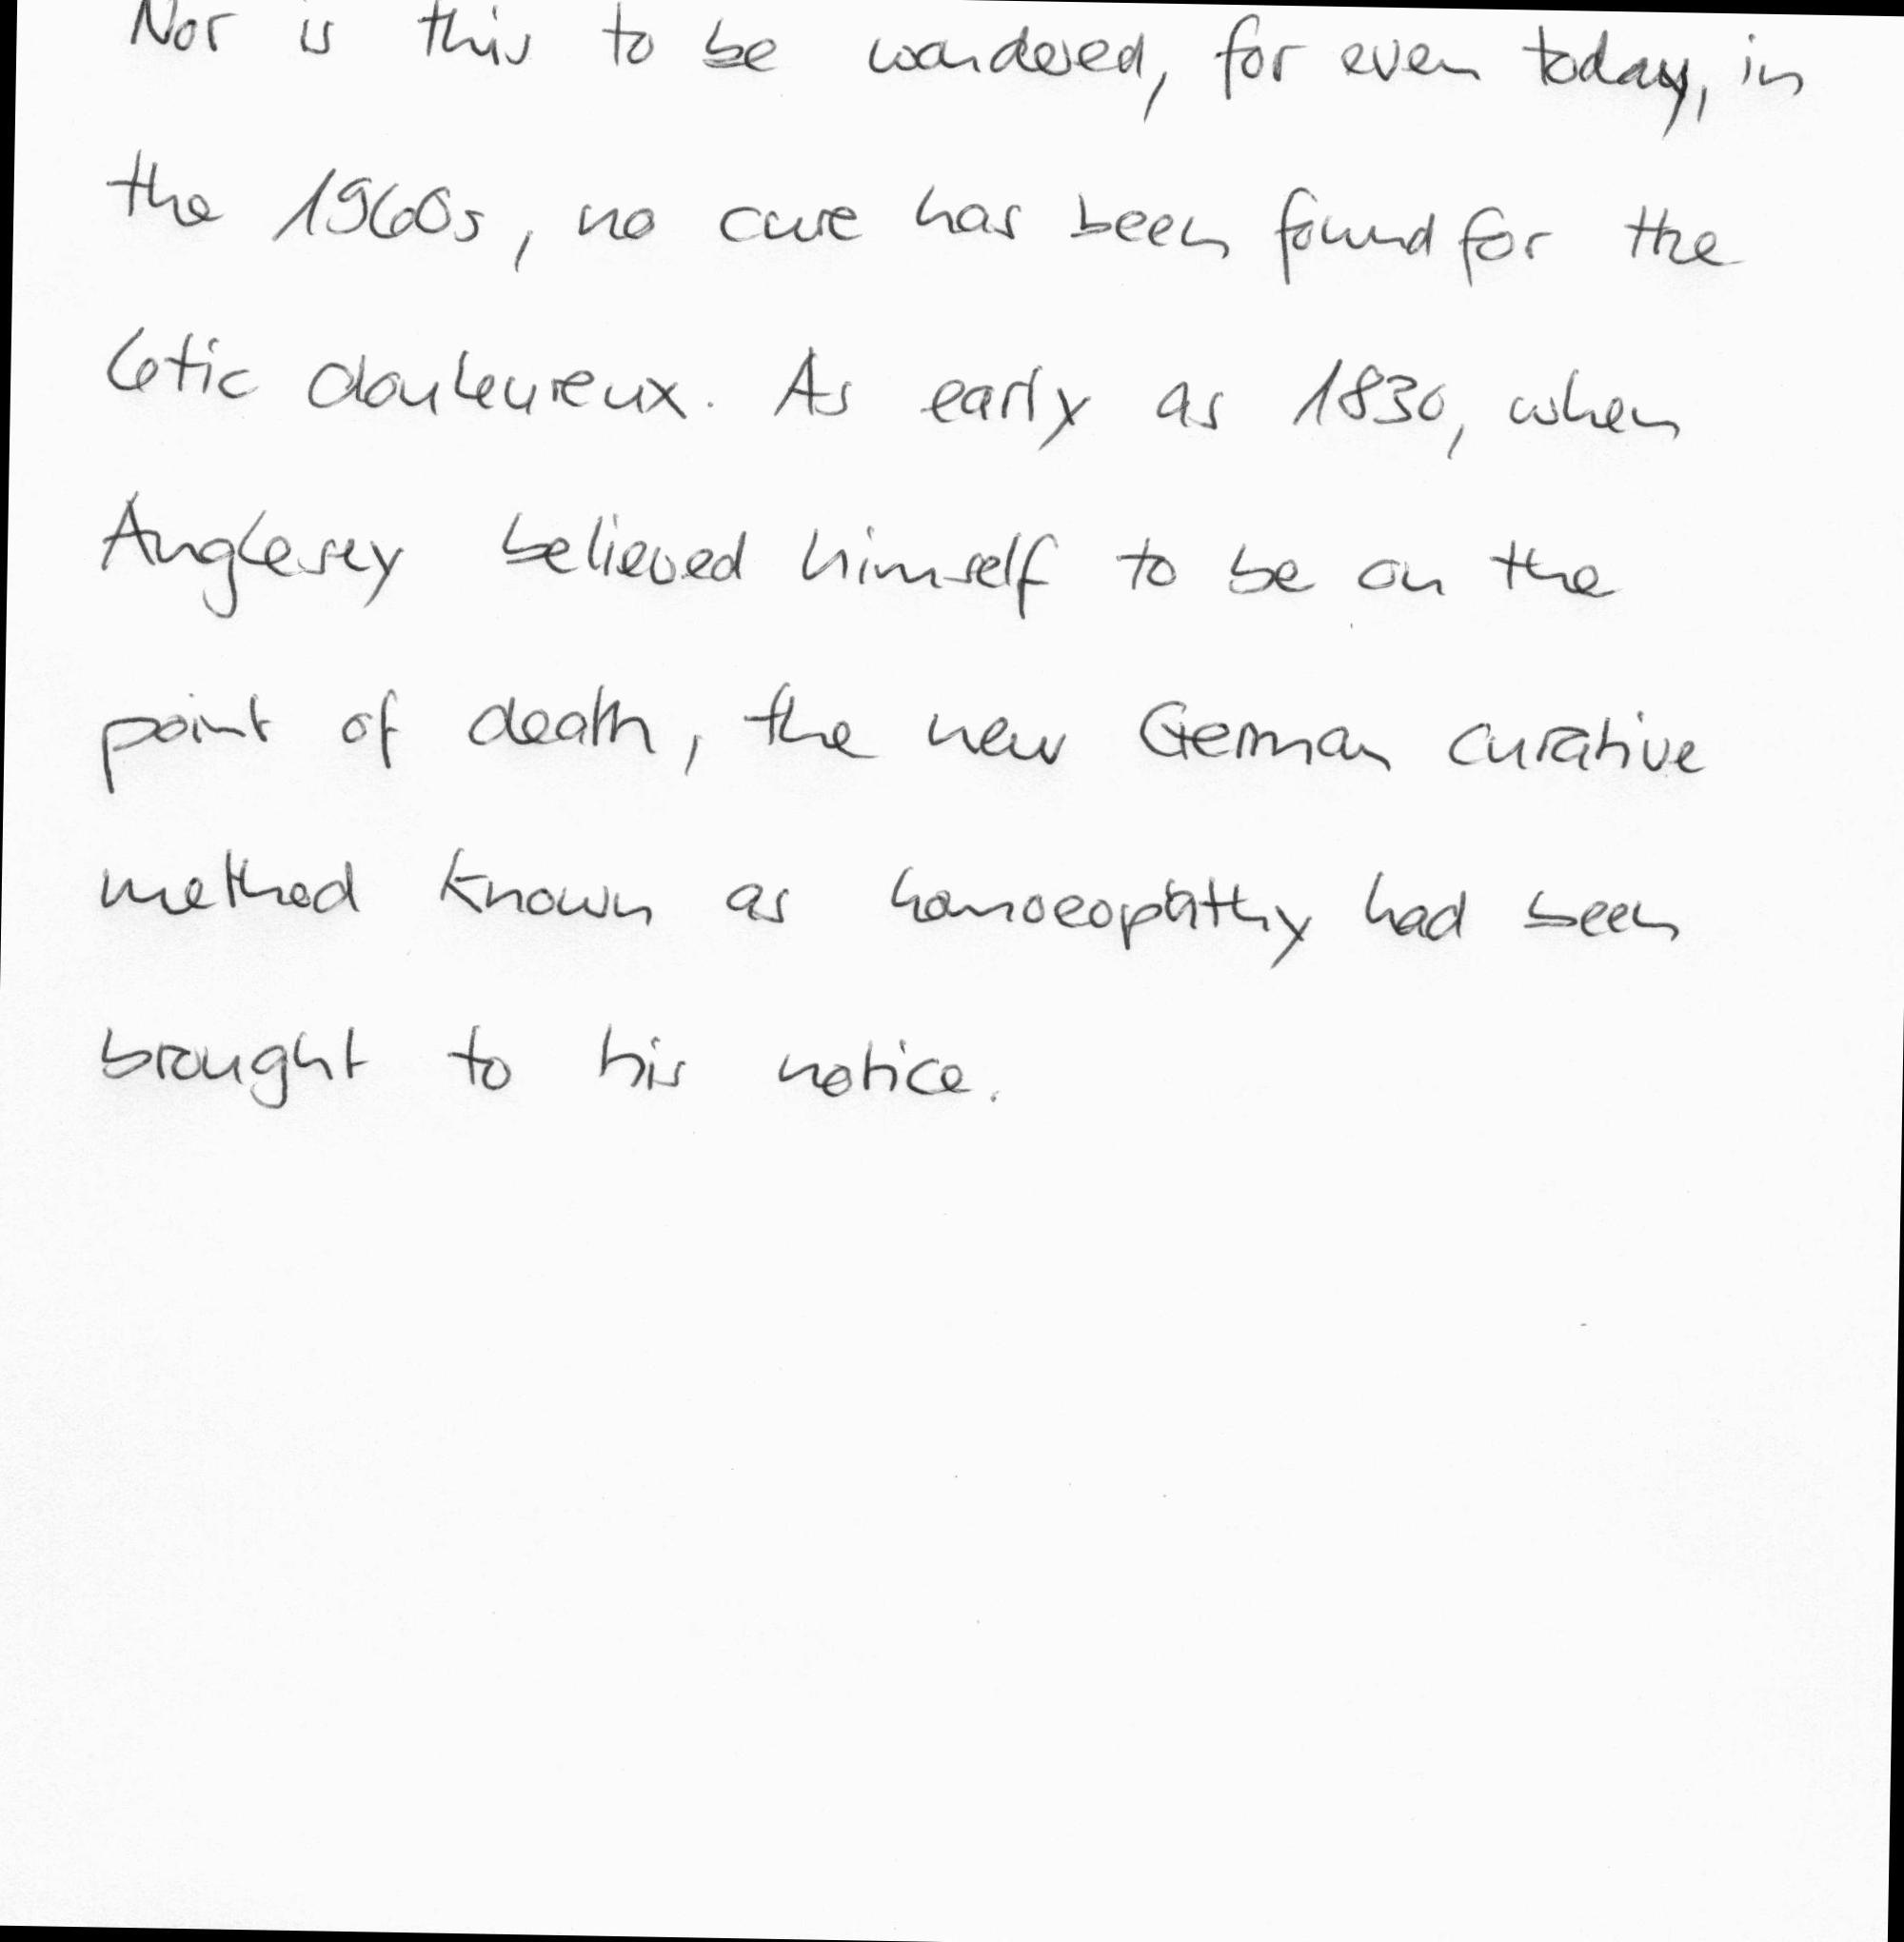 Nor is this to be wondered, for even today, in
the 1960s, no cure has been found for the
6tic douleureux. As early as 1830, when
Anglesey believed himself to be on the
point of death, the new German curative
method known as homoeopathy had been
brought to his notice.